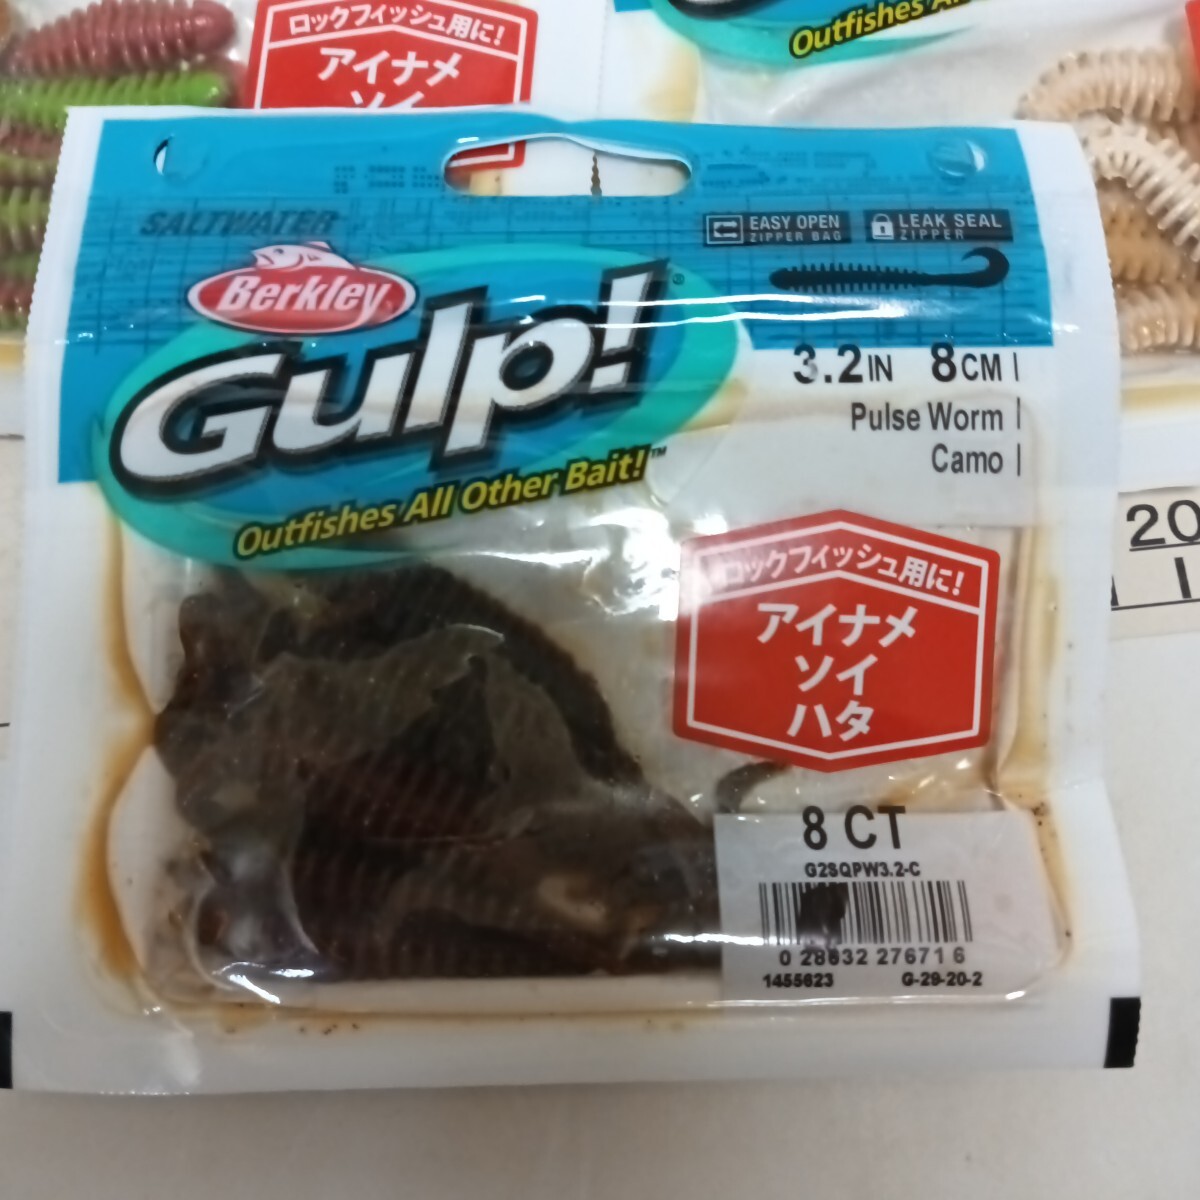 ロックフィッシュ用に!
アイナメ
ソイ
Outfishes
SALTWATER
Berkley
Gulp!
Outfishes All Other Bait!™
EASY OPEN
ZIPPER BAG
LEAK SEAL
ZIPPER
3.2IN 8CM
Pulse Worm
Camo
ロックフィッシュ用に!
アイナメ
ソイ
ハタ
8 CT
G2SQPW3.2-C
0 28632 27671 6
1455623 G-29-20-2
20